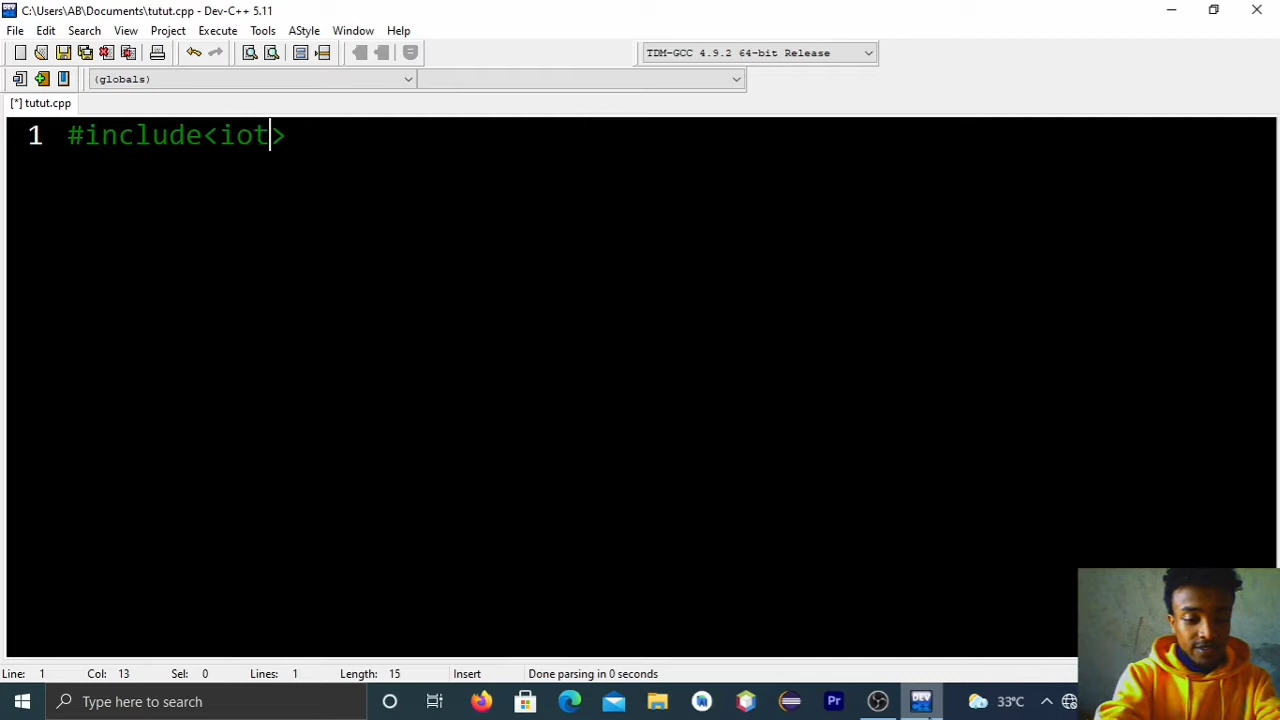 C:\Users\AB\Documents\tutut.cpp - Dev-C++ 5.11
File Edit Search View Project Execute Tools AStyle Window Help
TDM-GCC 4.9.2 64-bit Release
(globals)
[*] tutut.cpp
1 #include<iot>
Line: 1 Col: 13 Sel: 0 Lines: 1 Length: 15 Insert Done parsing in 0 seconds
Type here to search Pr DEV 33°C